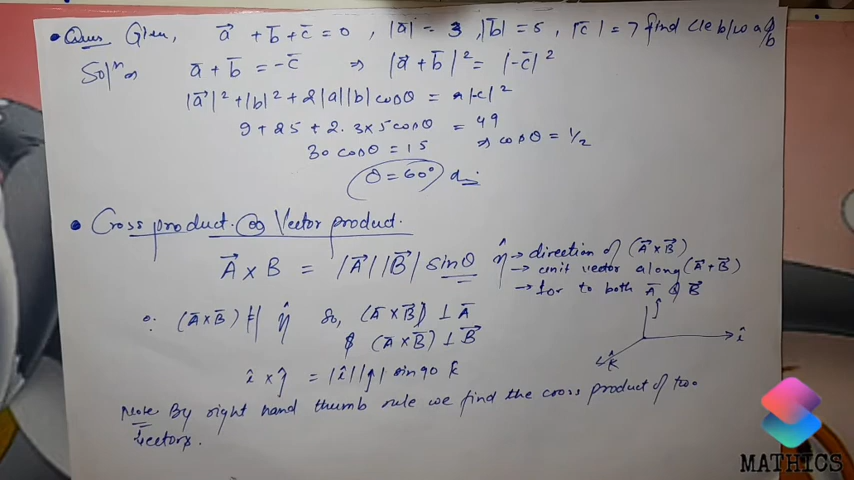 • Ques Given, a⃗ + b̄ + c̄ = 0, |a̅| = 3, |b̅| = 5, |c̅| = 7 find b/w a & b
Solⁿ ⇒ ā + b̄ = -c̄ ⇒ |a⃗ + b̄|² = |-c̄|²
|a⃗|² + |b|² + 2|a||b| cosθ = |-c|²
9 + 25 + 2. 3×5 cosθ = 49
30 cosθ = 15 ⇒ cosθ = 1/2
θ = 60°
• Cross product. Or Vector product.
A⃗ × B = |A⃗| |B⃗| sinθ η̂ → direction of (A⃗×B⃗)
→ unit vector along (A⃗+B⃗)
→ for to both A̅ & B⃗
∵ (A̅×B̅) ∦ η̂ So, (A̅×B⃗) ⊥ A̅
& (A̅×B⃗) ⊥ B⃗
ĵ
î
k̂
î × ĵ = |î||ĵ| sin 90 k̂
Note By right hand thumb rule we find the cross product of two
Vectors.
MATHICS